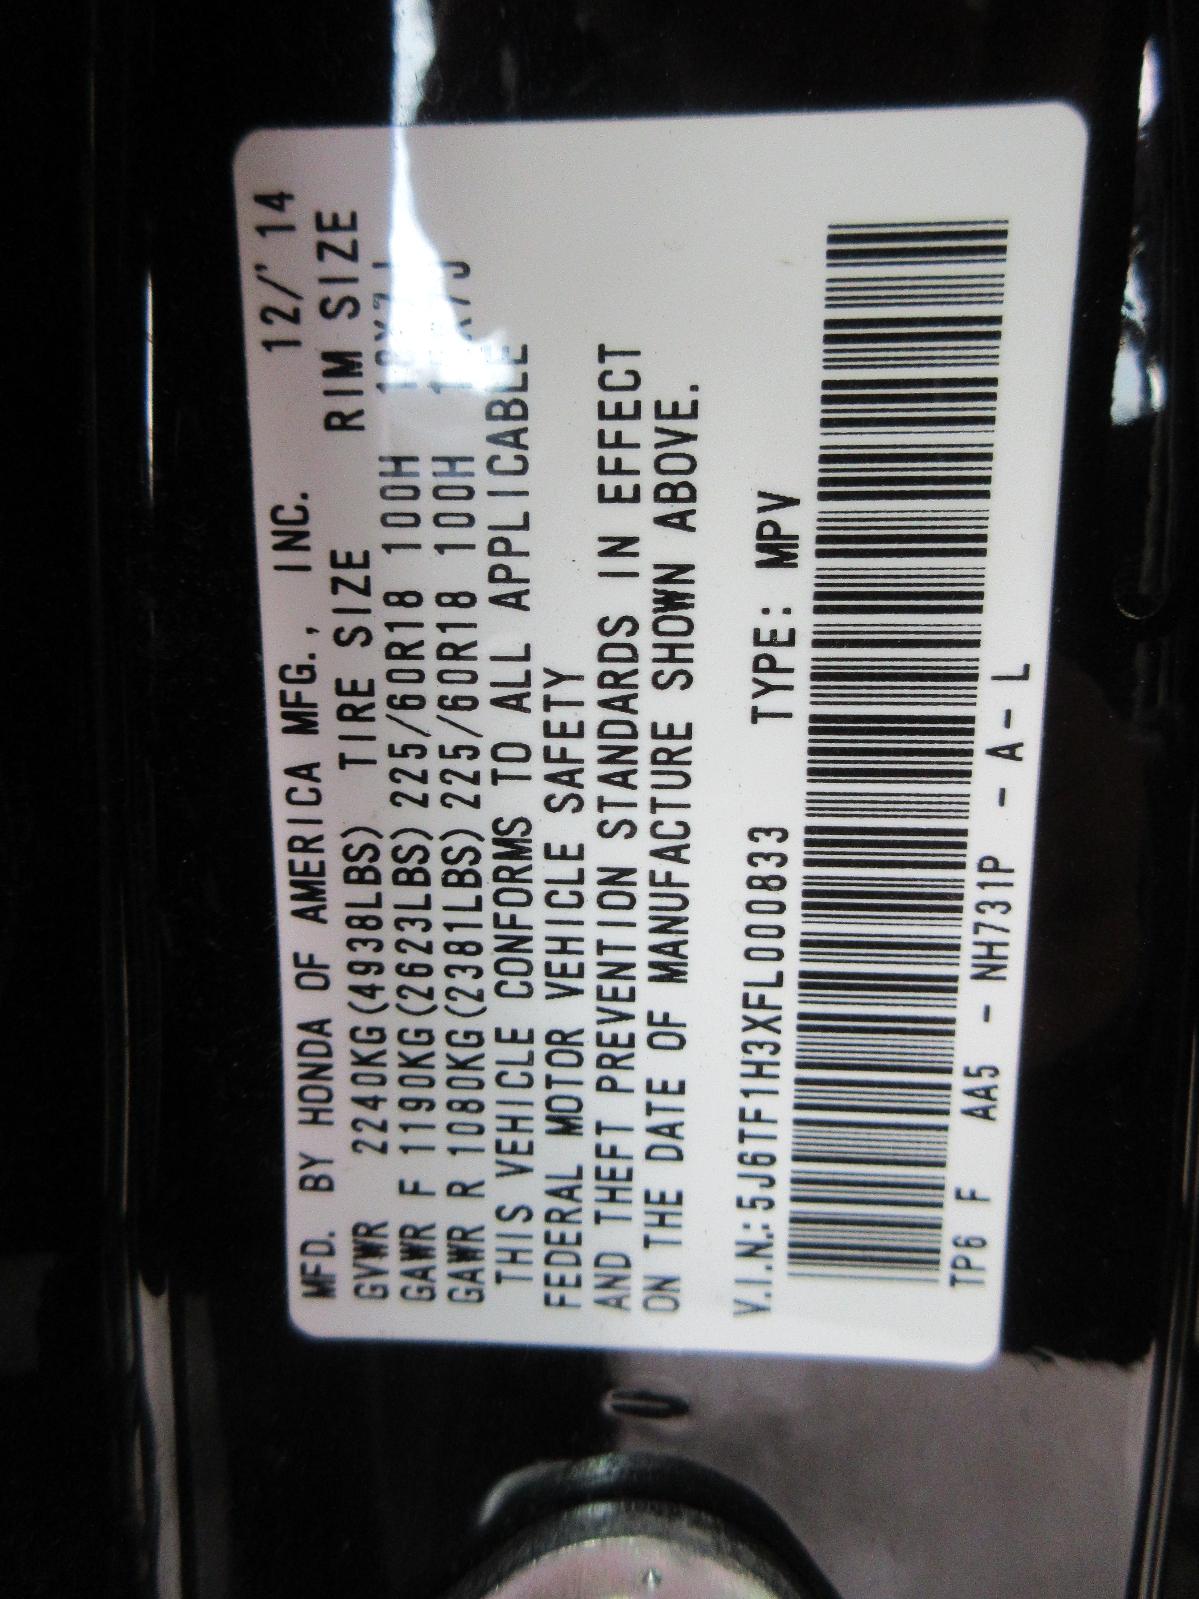 MFD. BY HONDA OF AMERICA MFG., INC. 12/'14
GVWR 2240KG(4938LBS) TIRE SIZE RIM SIZE
GAWR F 1190KG(2623LBS) 225/60R18 100H
GAWR R 1080KG(2381LBS) 225/60R18 100H
THIS VEHICLE CONFORMS TO ALL APPLICABLE
FEDERAL MOTOR VEHICLE SAFETY
AND THEFT PREVENTION STANDARDS IN EFFECT
ON THE DATE OF MANUFACTURE SHOWN ABOVE.
V.I.N.:5J6TF1H3XFL000833 TYPE: MPV
TP6 F AA5 - NH731P - A- L